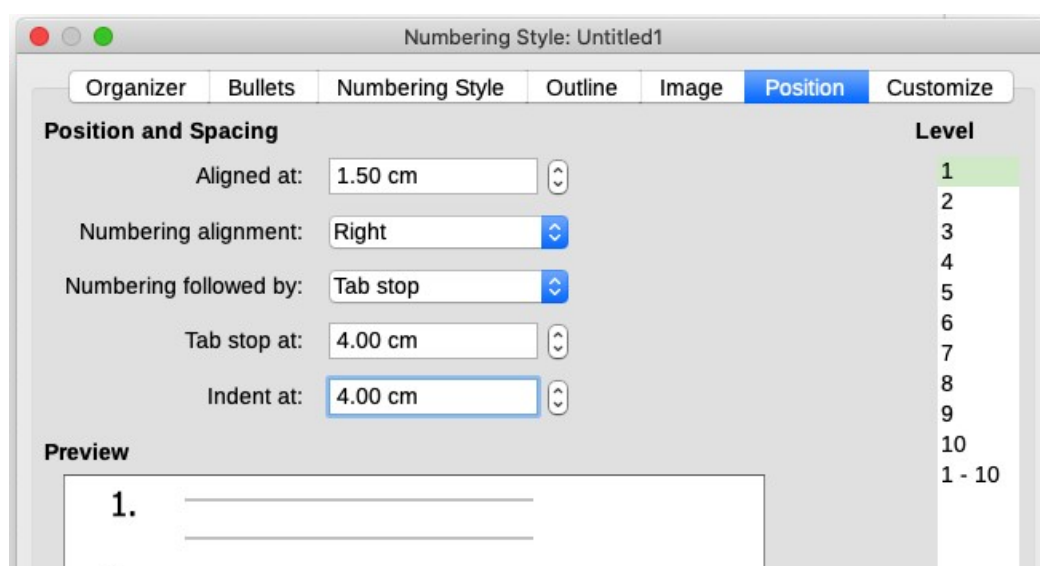 Numbering Style: Untitled1
Organizer Bullets Numbering Style Outline Image Position Customize
Position and Spacing
Aligned at: 1.50 cm
Numbering alignment: Right
Numbering followed by: Tab stop
Tab stop at: 4.00 cm
Indent at: 4.00 cm
Preview
1.
Level
1
2
3
4
5
6
7
8
9
10
1 - 10